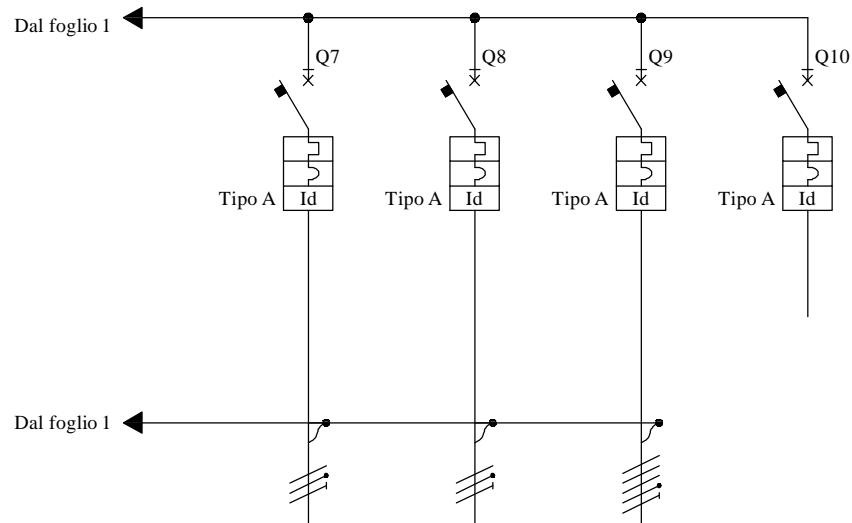 Dal foglio 1
Q7
Q8
Q9
Q10
Tipo A
Id
Tipo A
Id
Tipo A
Id
Tipo A
Id
Dal foglio 1